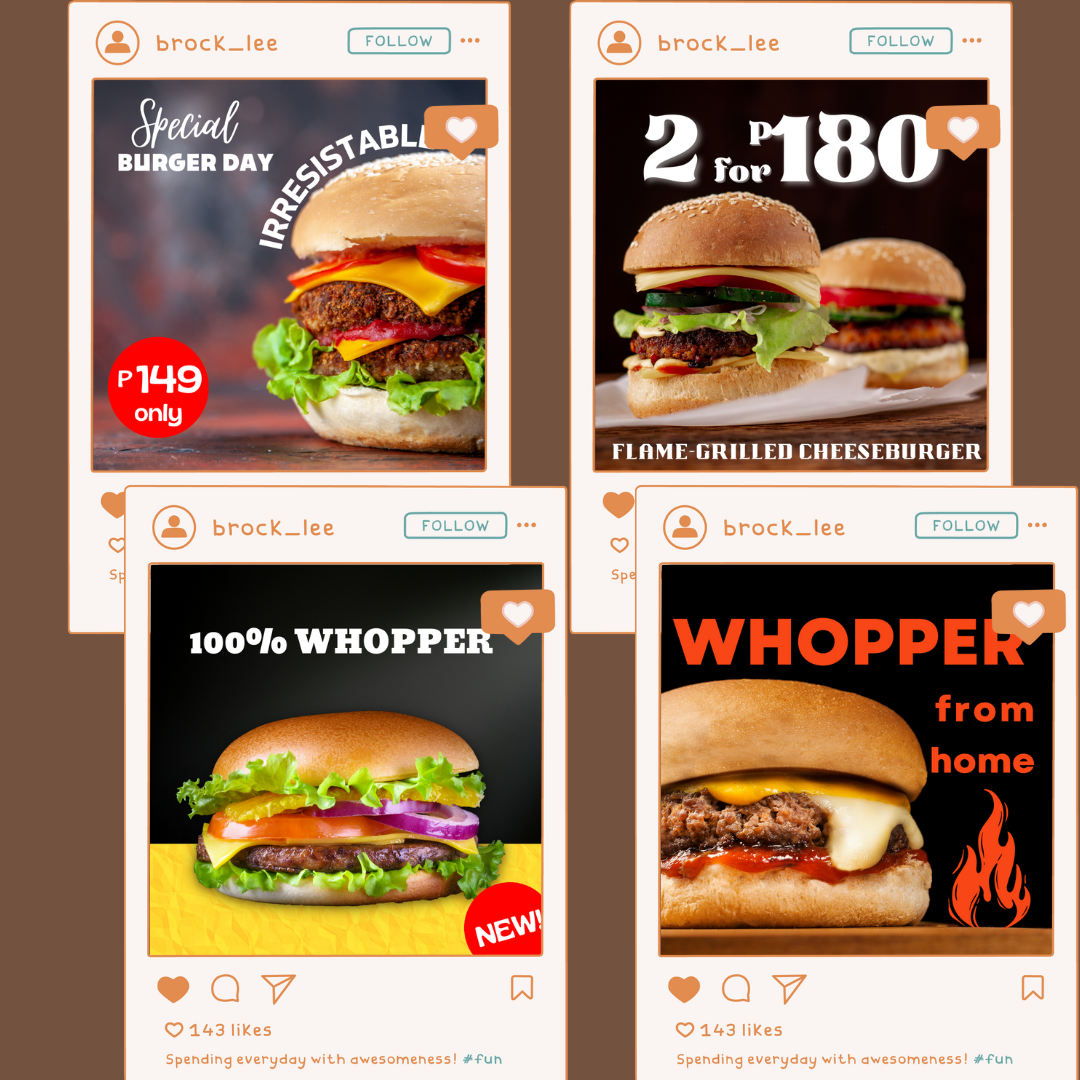 brock_lee
FOLLOW
Special
BURGER DAY
IRRESISTABLE
P149
only
Sp
brock_lee
FOLLOW
2 for P180
FLAME-GRILLED CHEESEBURGER
Spe
brock_lee
FOLLOW
100% WHOPPER
NEW!
143 likes
Spending everyday with awesomeness! #fun
brock_lee
FOLLOW
WHOPPER
from
home
143 likes
Spending everyday with awesomeness! #fun